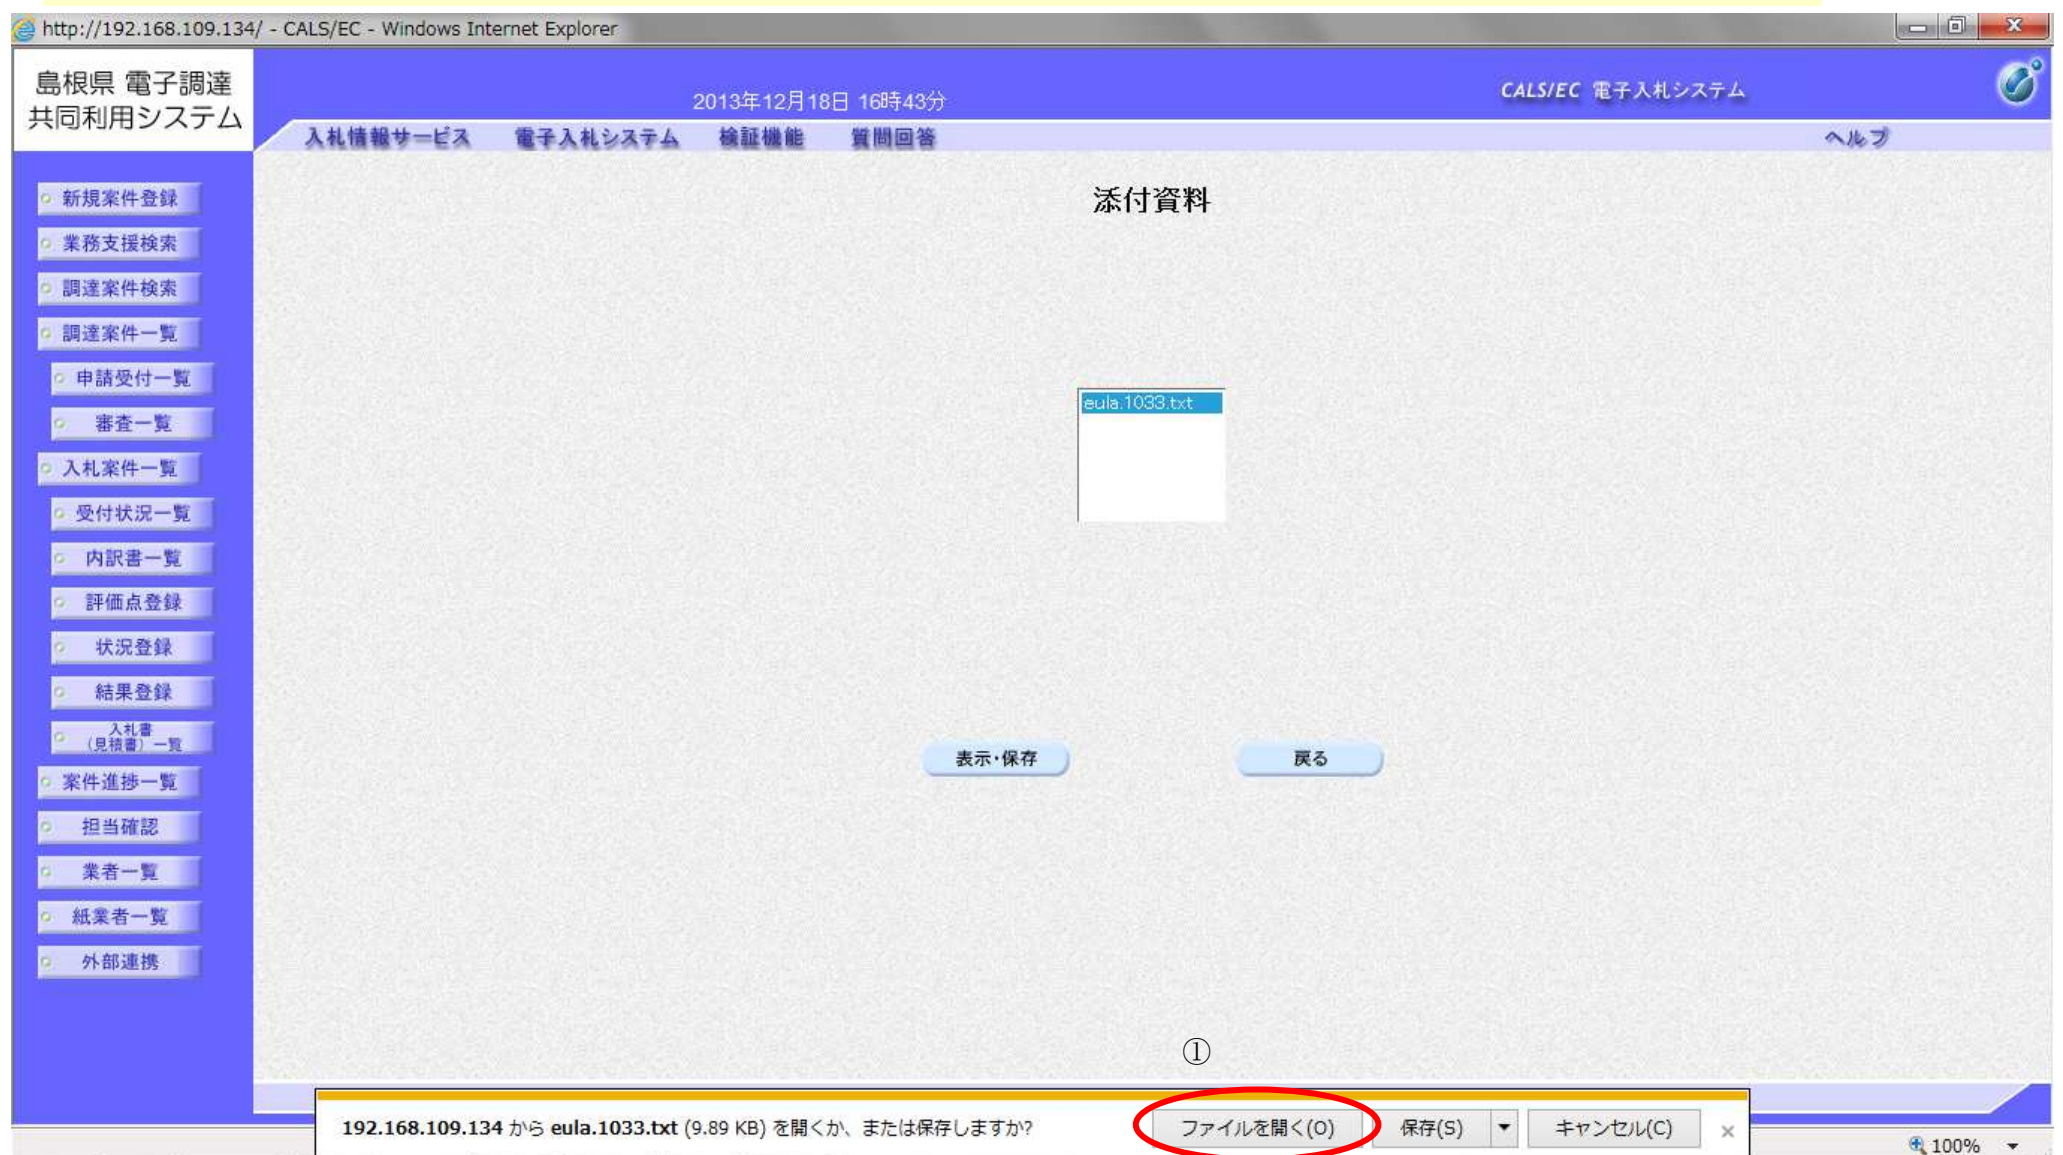 http://192.168.109.134/ - CALS/EC - Windows Internet Explorer
島根県 電子調達
共同利用システム
2013年12月18日 16時43分
CALS/EC 電子入札システム
入札情報サービス 電子入札システム 検証機能 質問回答 ヘルプ
新規案件登録
業務支援検索
調達案件検索
調達案件一覧
申請受付一覧
審査一覧
入札案件一覧
受付状況一覧
内訳書一覧
評価点登録
状況登録
結果登録
入札書
（見積書）一覧
案件進捗一覧
担当確認
業者一覧
紙業者一覧
外部連携
添付資料
eula.1033.txt
表示・保存 戻る
①
192.168.109.134 から eula.1033.txt (9.89 KB) を開くか、または保存しますか?
ファイルを開く(O) 保存(S) キャンセル(C) ×
100%